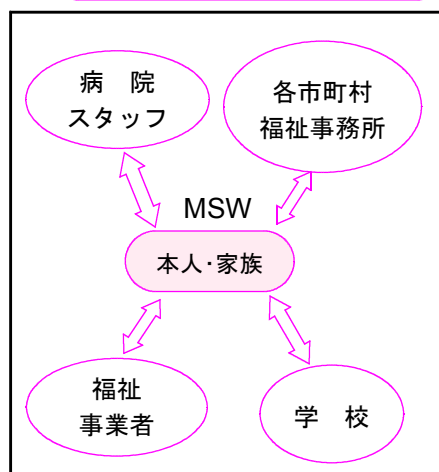 病　院
スタッフ
各市町村
福祉事務所
MSW
本人・家族
福祉
事業者
学　校